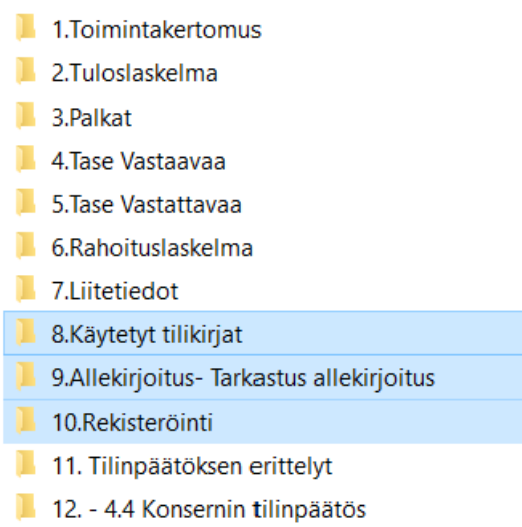 1.Toimintakertomus
2.Tuloslaskelma
3.Palkat
4.Tase Vastaavaa
5.Tase Vastattavaa
6.Rahoituslaskelma
7.Liitetiedot
8.Käytetyt tilikirjat
9.Allekirjoitus- Tarkastus allekirjoitus
10.Rekisteröinti
11. Tilinpäätöksen erittelyt
12. - 4.4 Konsernin tilinpäätös